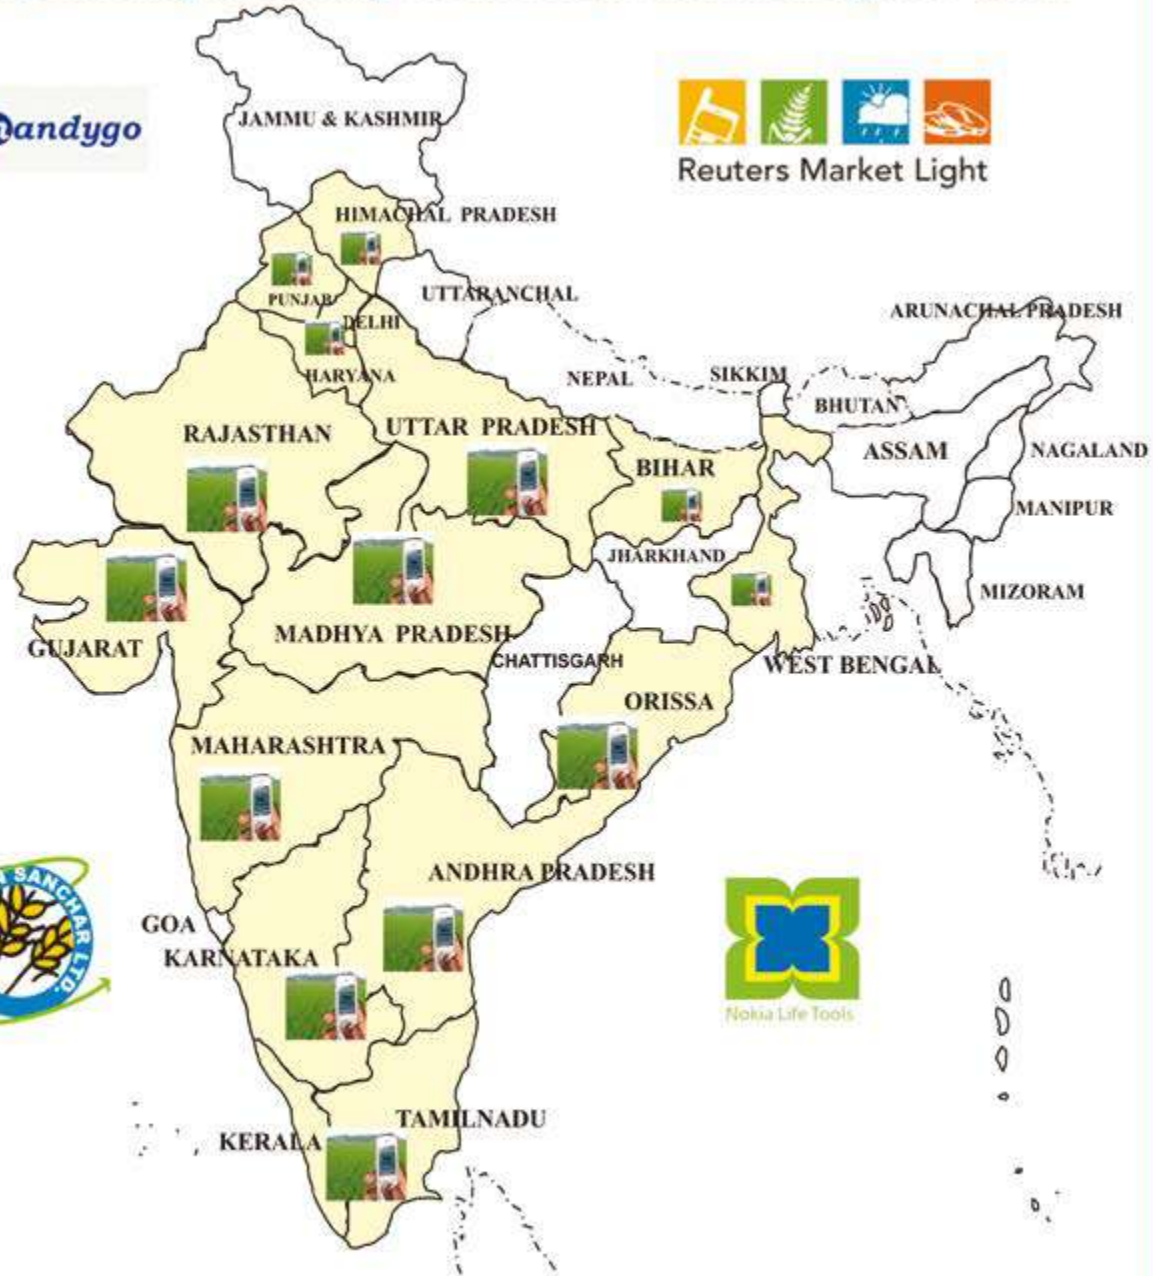 andygo
JAMMU & KASHMIR
Reuters Market Light
HIMACHAL PRADESH
PUNJAB
UTTARANCHAL
DELHI
ARUNACHAL PRADESH
HARYANA
NEPAL
SIKKIM
BHUTAN
RAJASTHAN
UTTAR PRADESH
BIHAR
ASSAM
NAGALAND
MANIPUR
JHARKHAND
MIZORAM
GUJARAT
MADHYA PRADESH
CHATTISGARH
WEST BENGAL
ORISSA
MAHARASHTRA
SANCHAR LTD.
ANDHRA PRADESH
GOA
KARNATAKA
Nokia Life Tools
TAMILNADU
KERALA